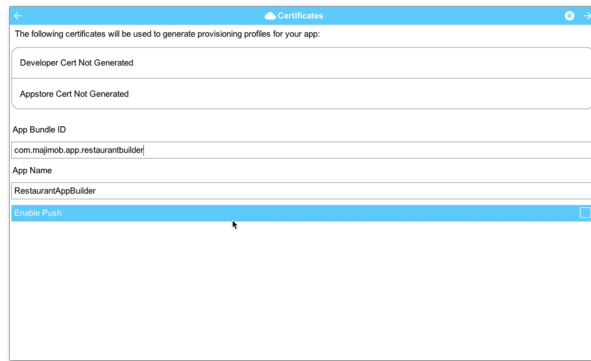 Certificates
The following certificates will be used to generate provisioning profiles for your app:
Developer Cert Not Generated
Appstore Cert Not Generated
App Bundle ID
com.majimob.app.restaurantbuilder
App Name
RestaurantAppBuilder
Enable Push